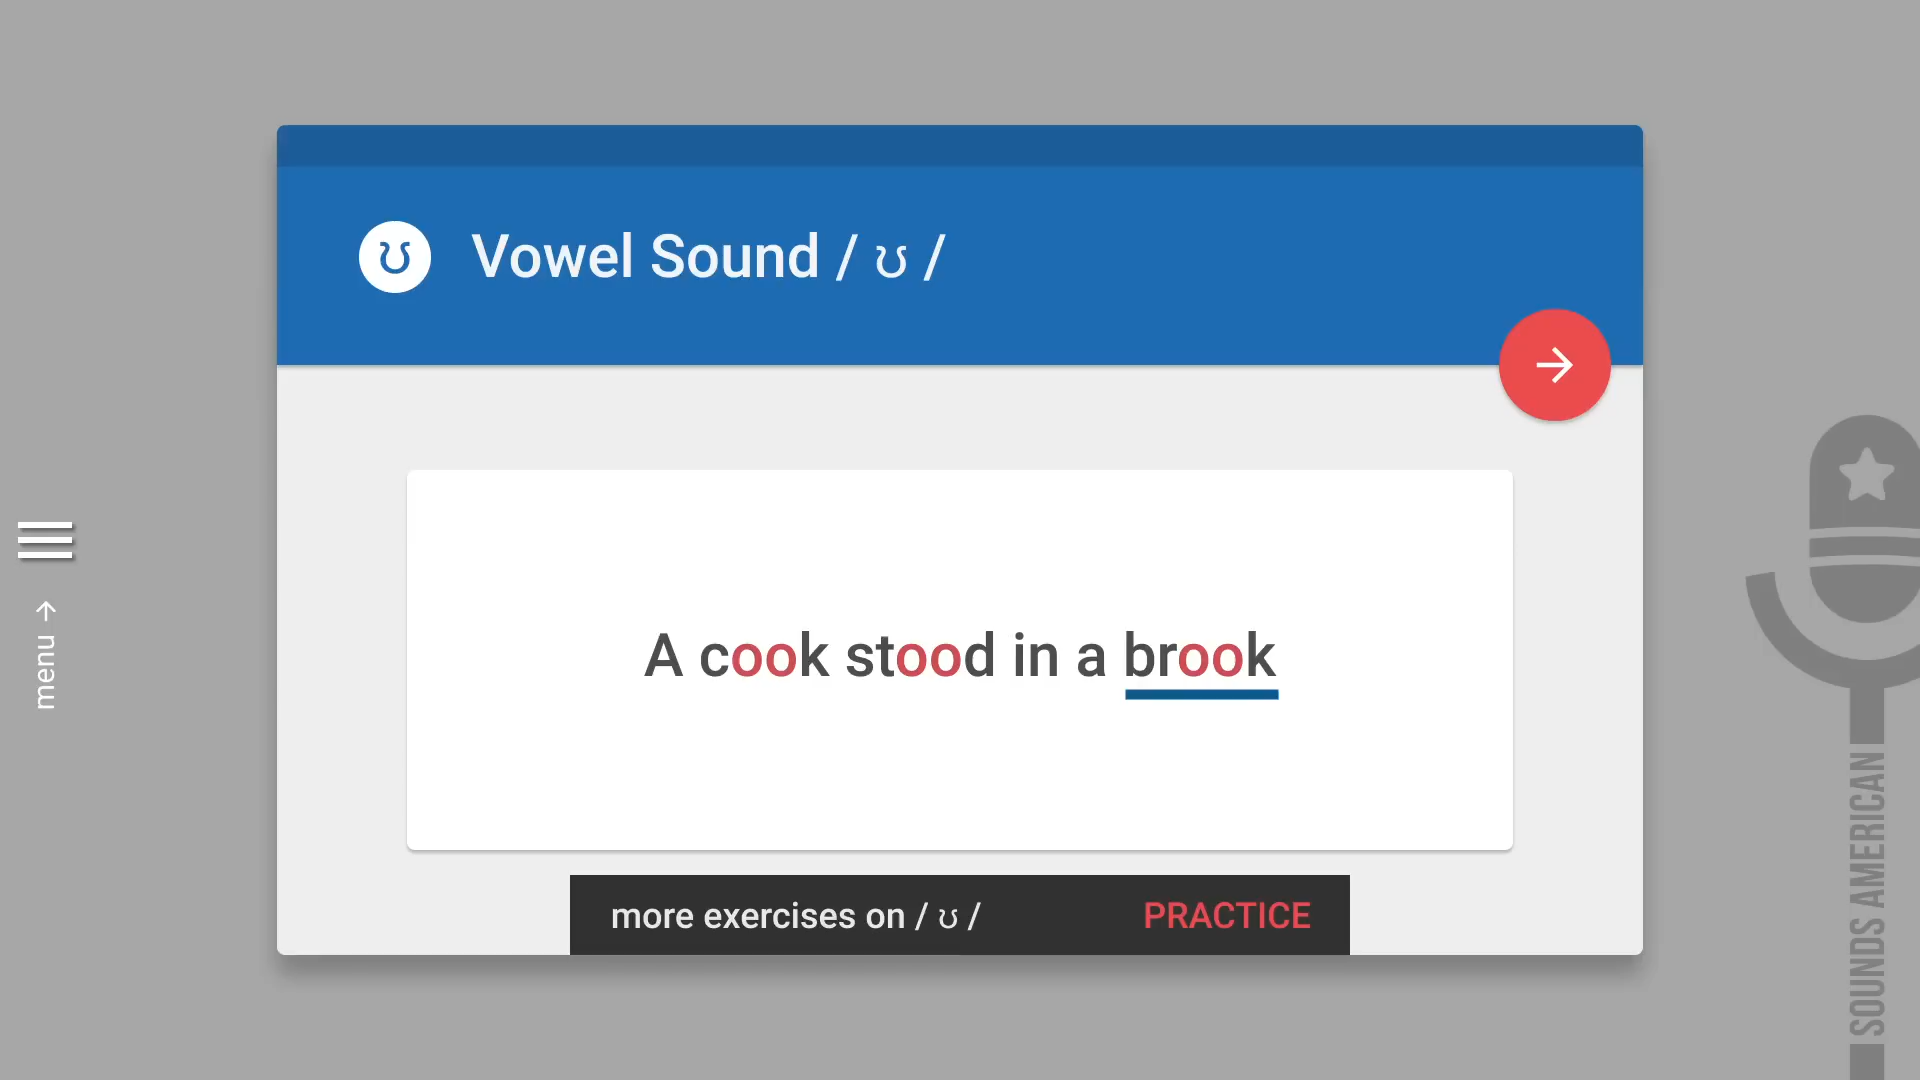 ʊ
Vowel Sound / ʊ /
A cook stood in a brook
more exercises on / ʊ /
PRACTICE
menu →
SOUNDS AMERICAN